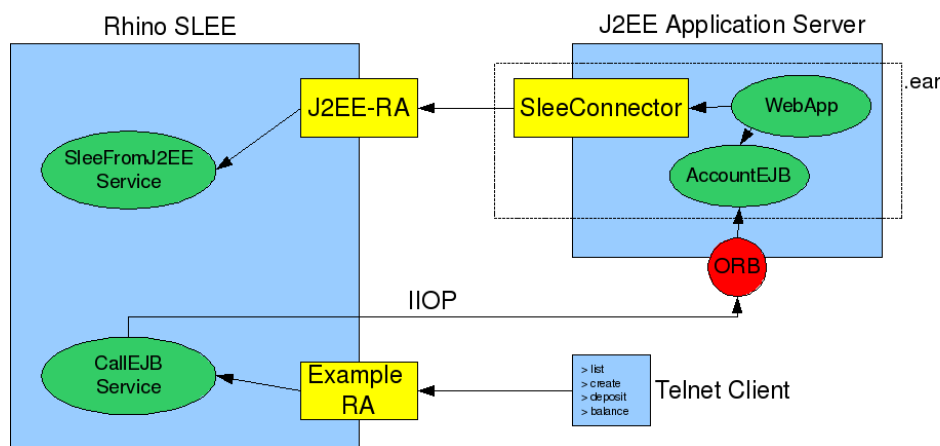 Rhino SLEE
J2EE Application Server
.ear
J2EE-RA
SleeConnector
WebApp
SleeFromJ2EE
Service
AccountEJB
ORB
IIOP
CallEJB
Service
Example
RA
> list
> create
> deposit
> balance
Telnet Client